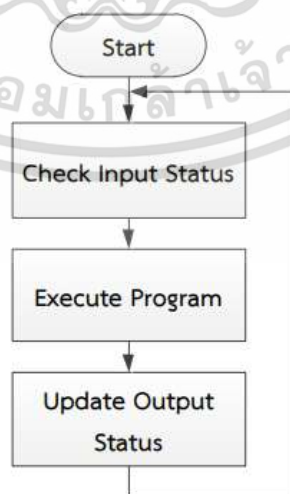 Start
Check Input Status
Execute Program
Update Output
Status